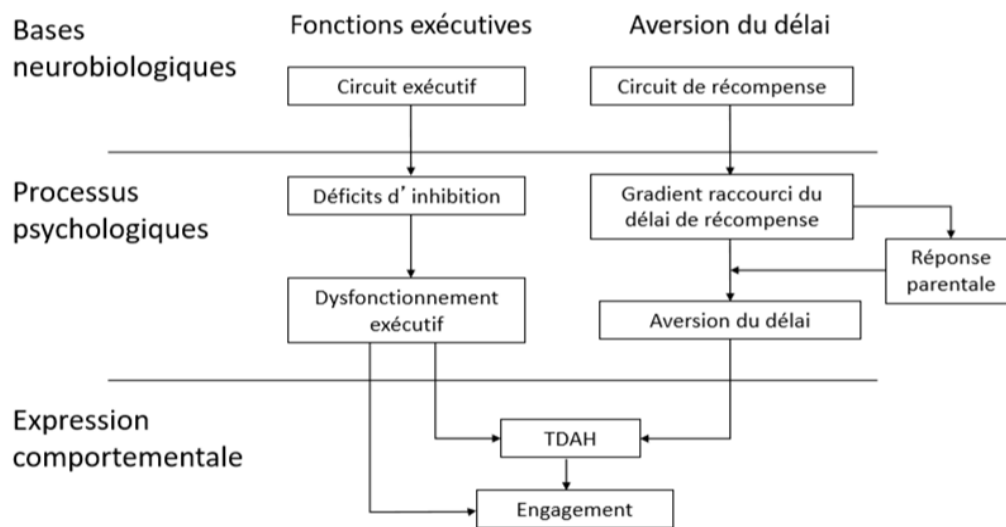 Bases
neurobiologiques
Fonctions exécutives
Aversion du délai
Circuit exécutif
Circuit de récompense
Processus
psychologiques
Déficits d' inhibition
Gradient raccourci du
délai de récompense
Réponse
parentale
Dysfonctionnement
exécutif
Aversion du délai
Expression
comportementale
TDAH
Engagement